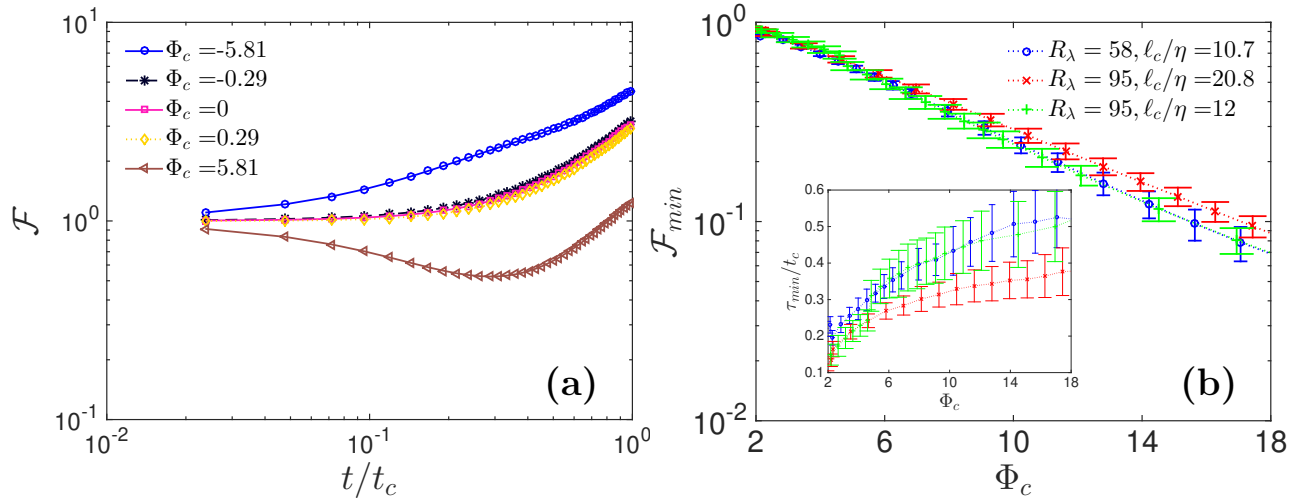 10^1
10^0
10^-1
F
Φ_c =-5.81
Φ_c =-0.29
Φ_c =0
Φ_c =0.29
Φ_c =5.81
(a)
10^-2 10^-1 10^0
t/t_c
10^0
10^-1
10^-2
F_min
R_λ = 58, ℓ_c/η =10.7
R_λ = 95, ℓ_c/η =20.8
R_λ = 95, ℓ_c/η =12
0.6
0.5
0.4
0.3
0.2
0.1
τ_min/t_c
2 6 10 14 18
Φ_c
(b)
2 6 10 14 18
Φ_c